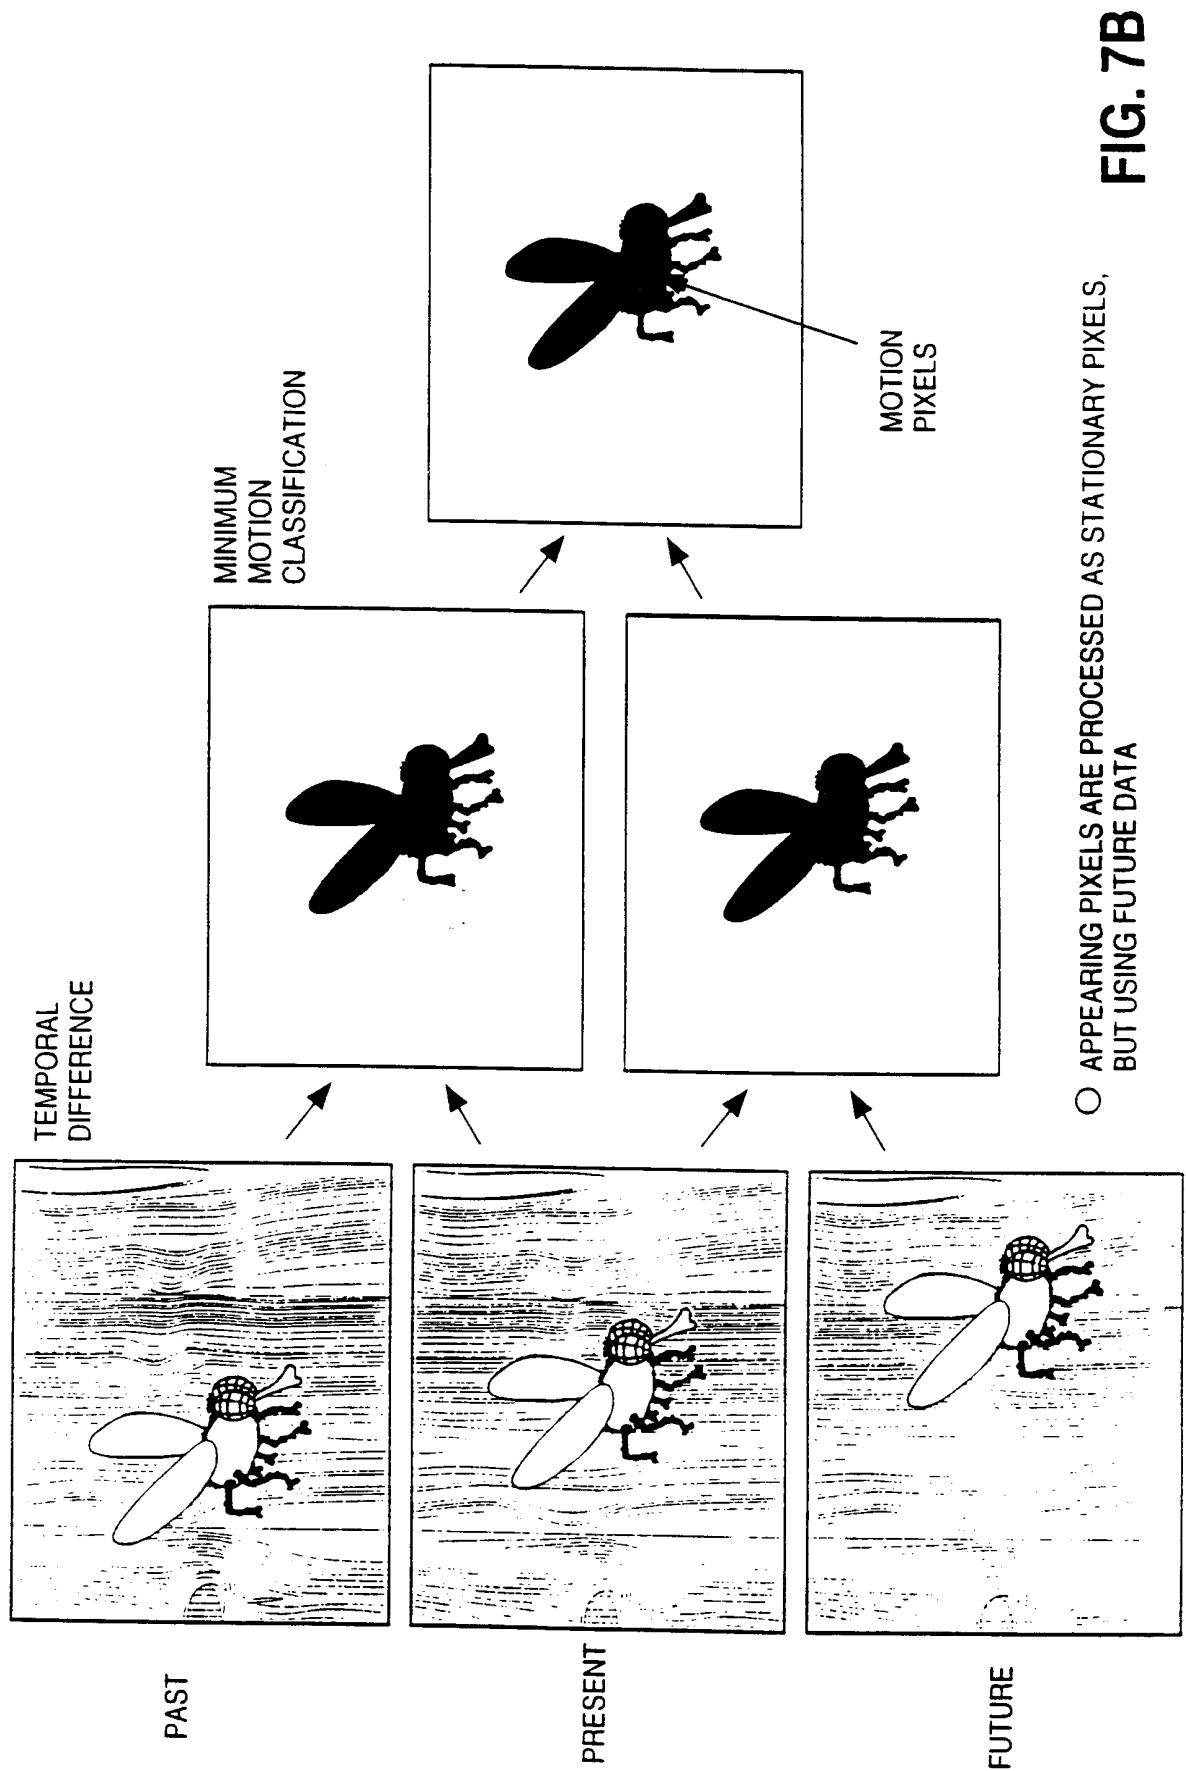 TEMPORAL
DIFFERENCE
MINIMUM
MOTION
CLASSIFICATION
PAST
PRESENT
FUTURE
MOTION
PIXELS
○ APPEARING PIXELS ARE PROCESSED AS STATIONARY PIXELS,
BUT USING FUTURE DATA
FIG. 7B